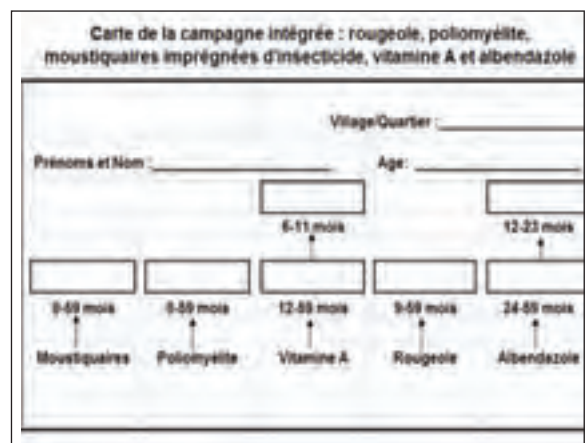 Carte de la campagne intégrée : rougeole, poliomyélite,
moustiquaires imprégnées d'insecticide, vitamine A et albendazole
Village/Quartier :
Prénoms et Nom : Age:
6-11 mois 12-23 mois
0-59 mois 0-59 mois 12-59 mois 9-59 mois 24-59 mois
Moustiquaires Poliomyélite Vitamine A Rougeole Albendazole